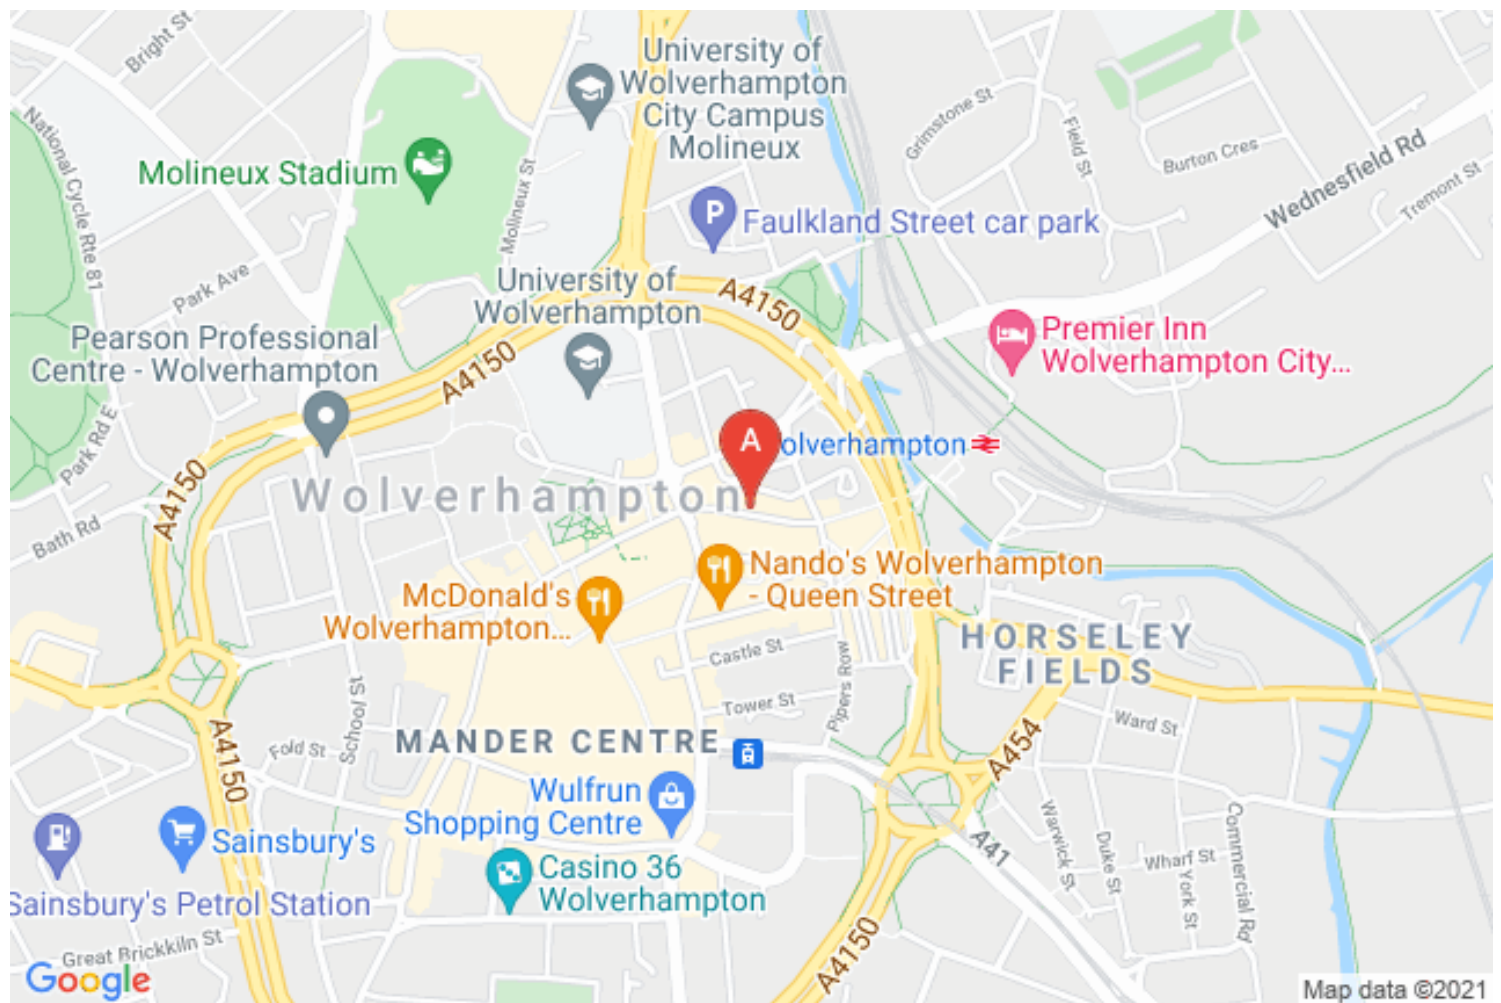 Bright St
University of
Wolverhampton
City Campus
Molineux
Grimstone St
Field St
Burton Cres
Wednesfield Rd
Tremont St
National Cycle Rte 81
Molineux Stadium
Molineux St
P
Faulkland Street car park
Park Ave
University of
Wolverhampton
A4150
Pearson Professional
Centre - Wolverhampton
A4150
Premier Inn
Wolverhampton City...
Park Rd E
A
olverhampton
A4150
Wolverhampton
Bath Rd
Nando's Wolverhampton
- Queen Street
McDonald's
Wolverhampton...
HORSELEY
FIELDS
Castle St
Pipers Row
School St
Tower St
Ward St
Fold St
MANDER CENTRE
A4150
A454
Wulfrun
Shopping Centre
Sainsbury's
Warwick St
Duke St
Commercial Rd
Wharf St
York St
A41
Casino 36
Wolverhampton
Sainsbury's Petrol Station
Great Brickkiln St
A4150
Google
Map data ©2021